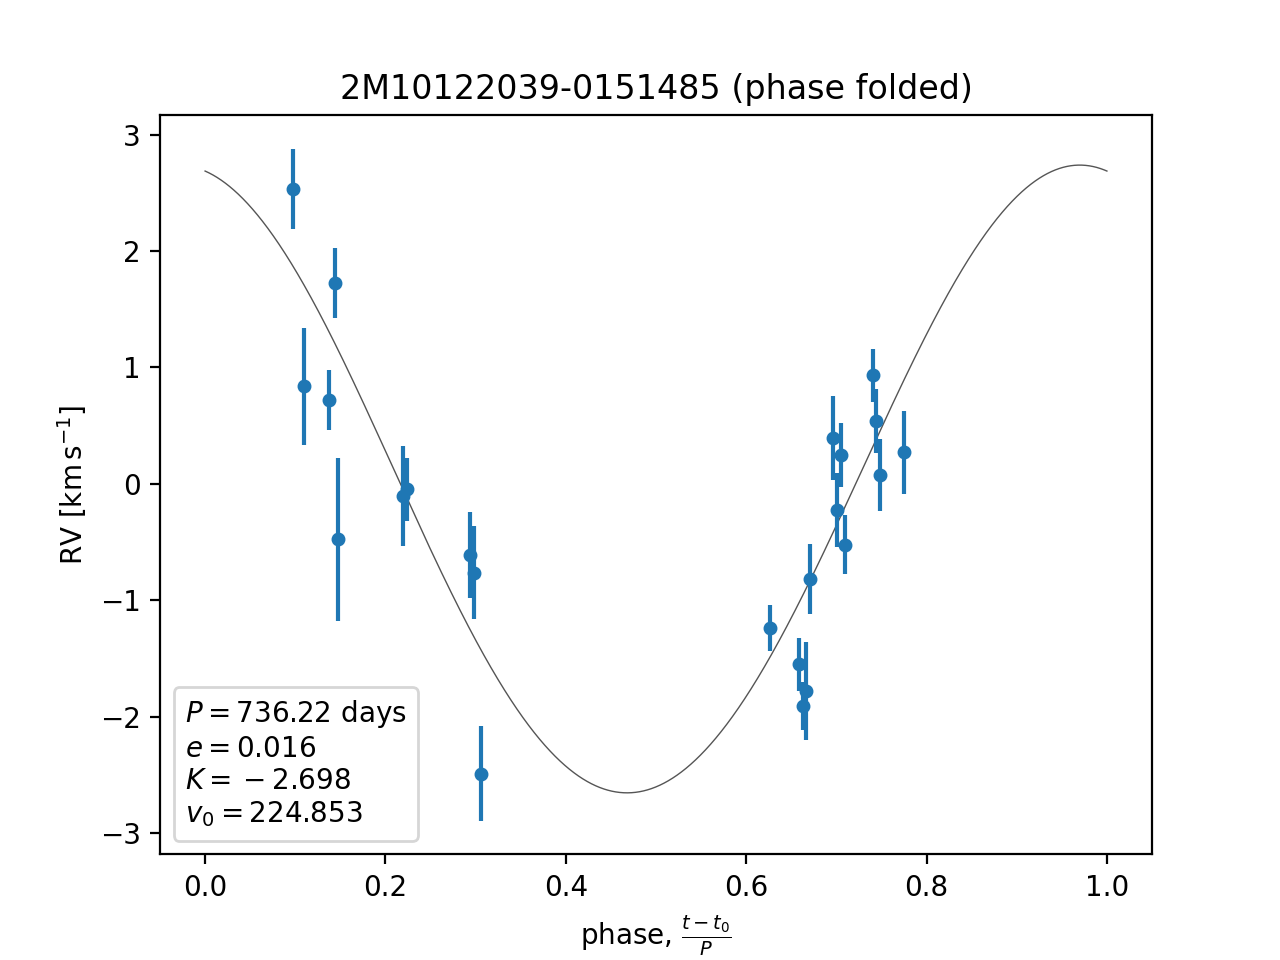 2M10122039-0151485 (phase folded)
3
2
1
0
−1
−2
−3
RV [km s⁻¹]
P = 736.22 days
e = 0.016
K = −2.698
v₀ = 224.853
0.0 0.2 0.4 0.6 0.8 1.0
phase, (t − t₀)/P